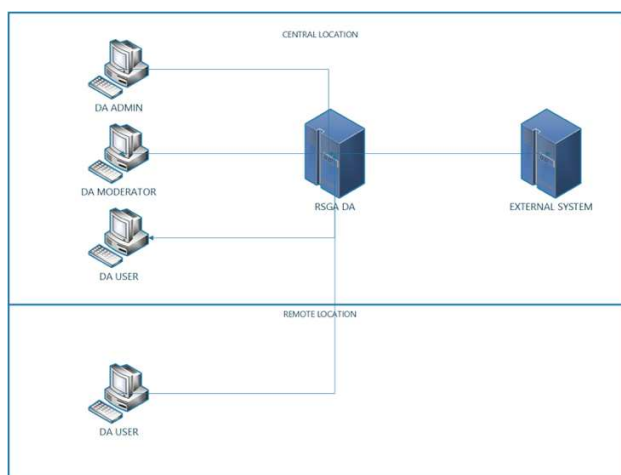 CENTRAL LOCATION
DA ADMIN
DA MODERATOR
RSGA DA
EXTERNAL SYSTEM
DA USER
REMOTE LOCATION
DA USER